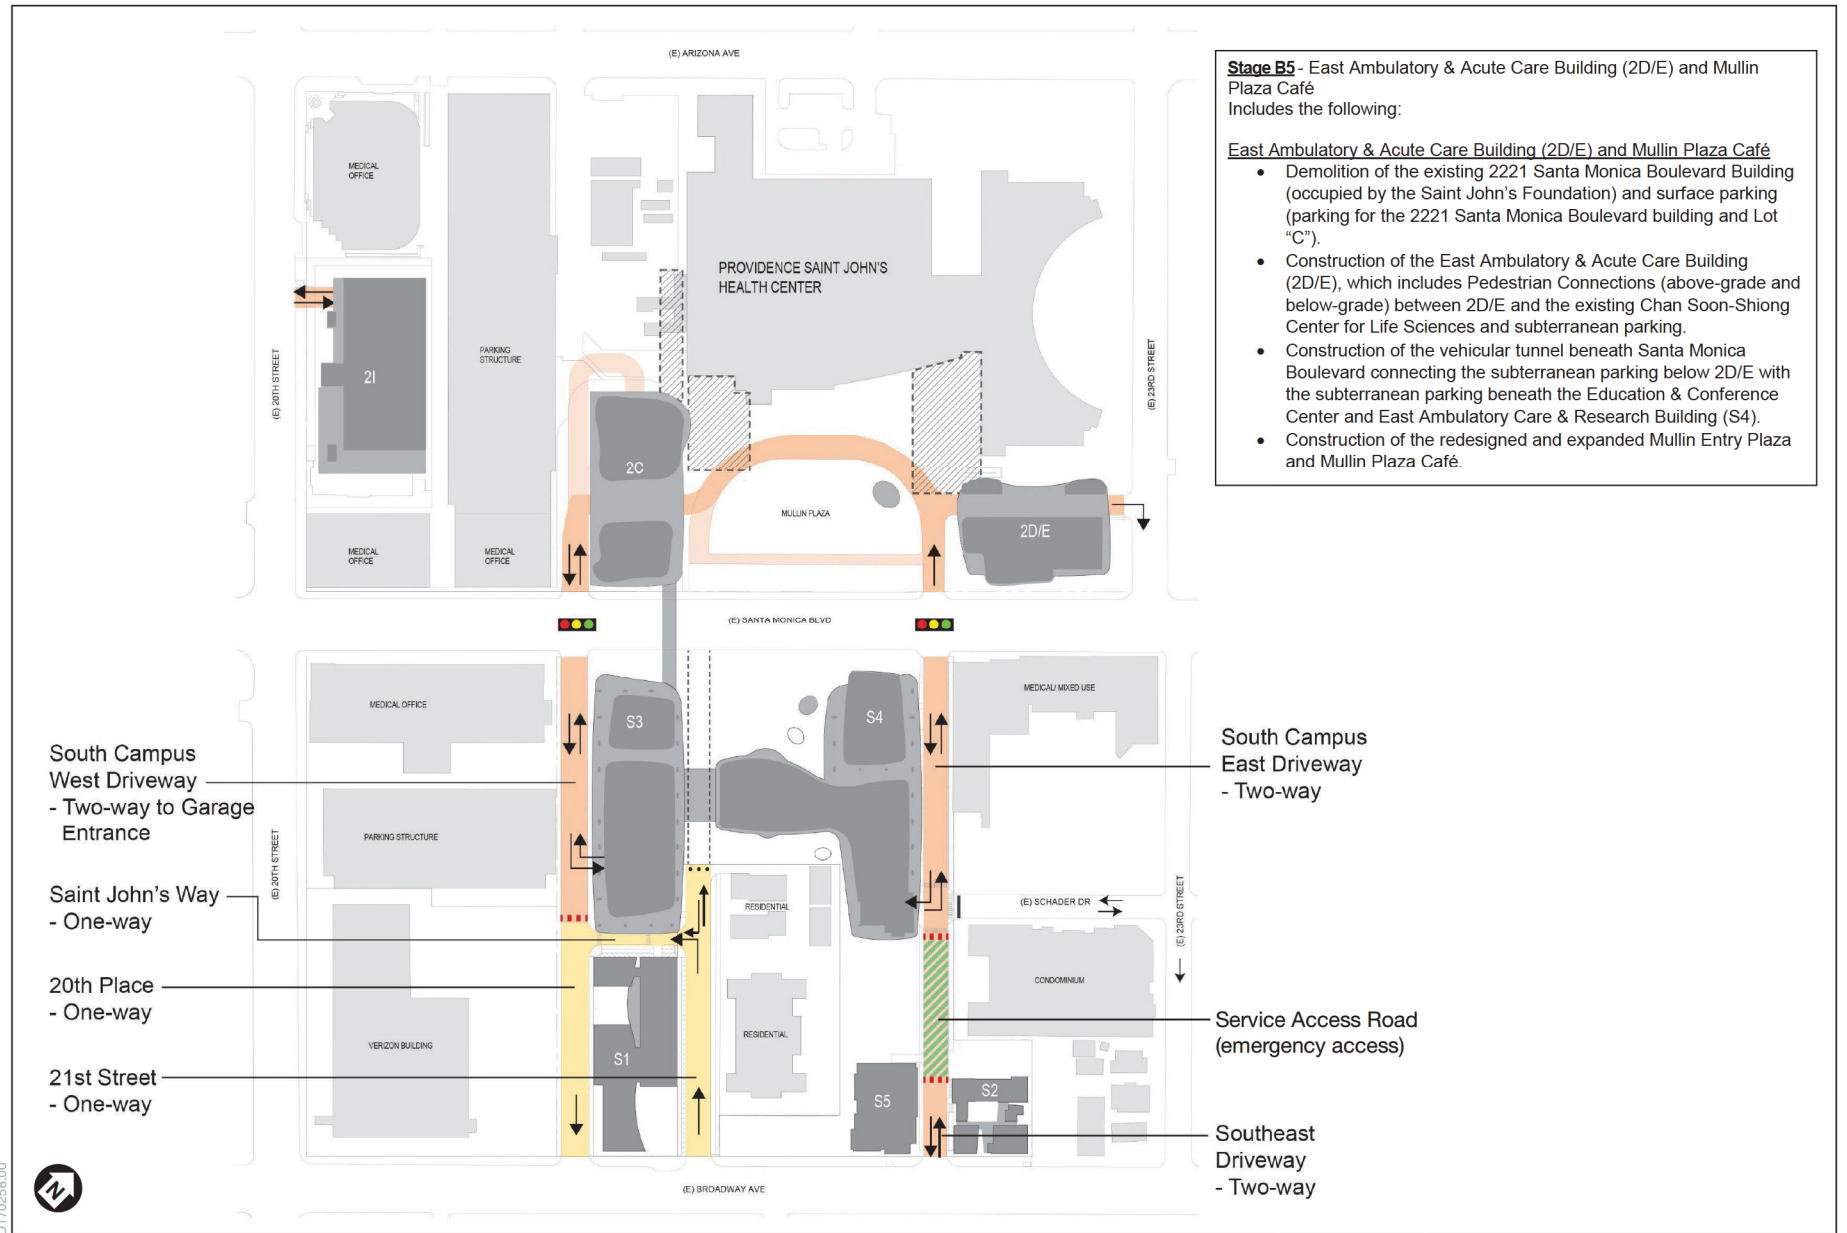 (E) ARIZONA AVE
Stage B5 - East Ambulatory & Acute Care Building (2D/E) and Mullin
Plaza Café
Includes the following:
East Ambulatory & Acute Care Building (2D/E) and Mullin Plaza Café
• Demolition of the existing 2221 Santa Monica Boulevard Building
(occupied by the Saint John's Foundation) and surface parking
(parking for the 2221 Santa Monica Boulevard building and Lot
"C").
• Construction of the East Ambulatory & Acute Care Building
(2D/E), which includes Pedestrian Connections (above-grade and
below-grade) between 2D/E and the existing Chan Soon-Shiong
Center for Life Sciences and subterranean parking.
• Construction of the vehicular tunnel beneath Santa Monica
Boulevard connecting the subterranean parking below 2D/E with
the subterranean parking beneath the Education & Conference
Center and East Ambulatory Care & Research Building (S4).
• Construction of the redesigned and expanded Mullin Entry Plaza
and Mullin Plaza Café.
MEDICAL
OFFICE
PROVIDENCE SAINT JOHN'S
HEALTH CENTER
(E) 20TH STREET
2I
PARKING
STRUCTURE
(E) 23RD STREET
2C
MULLIN PLAZA
2D/E
MEDICAL
OFFICE
MEDICAL
OFFICE
(E) SANTA MONICA BLVD
MEDICAL OFFICE
S3
S4
MEDICAL/ MIXED USE
South Campus
West Driveway
- Two-way to Garage
Entrance
South Campus
East Driveway
- Two-way
(E) 20TH STREET
PARKING STRUCTURE
Saint John's Way
- One-way
RESIDENTIAL
(E) SCHADER DR
(E) 23RD STREET
20th Place
- One-way
CONDOMINIUM
VERIZON BUILDING
S1
RESIDENTIAL
Service Access Road
(emergency access)
21st Street
- One-way
S5
S2
Southeast
Driveway
- Two-way
N
(E) BROADWAY AVE